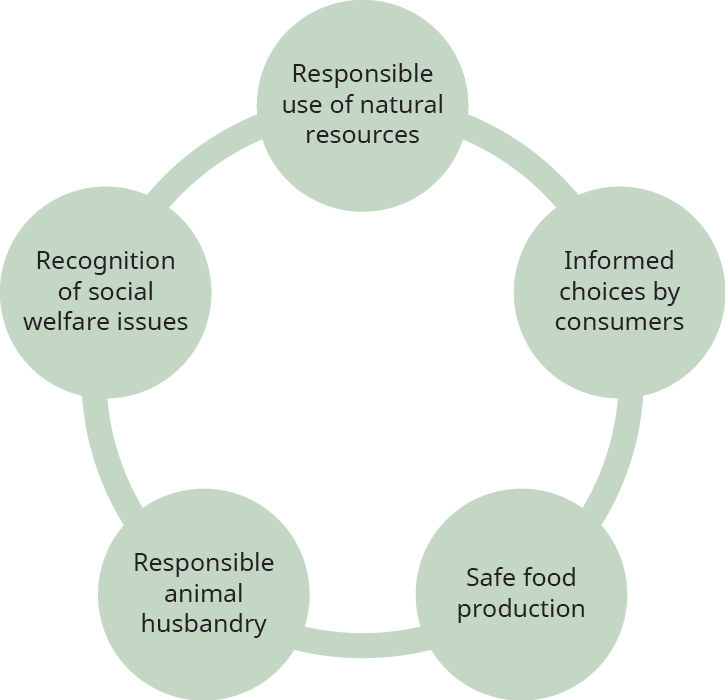 Responsible
use of natural
resources
Informed
choices by
consumers
Safe food
production
Responsible
animal
husbandry
Recognition
of social
welfare issues